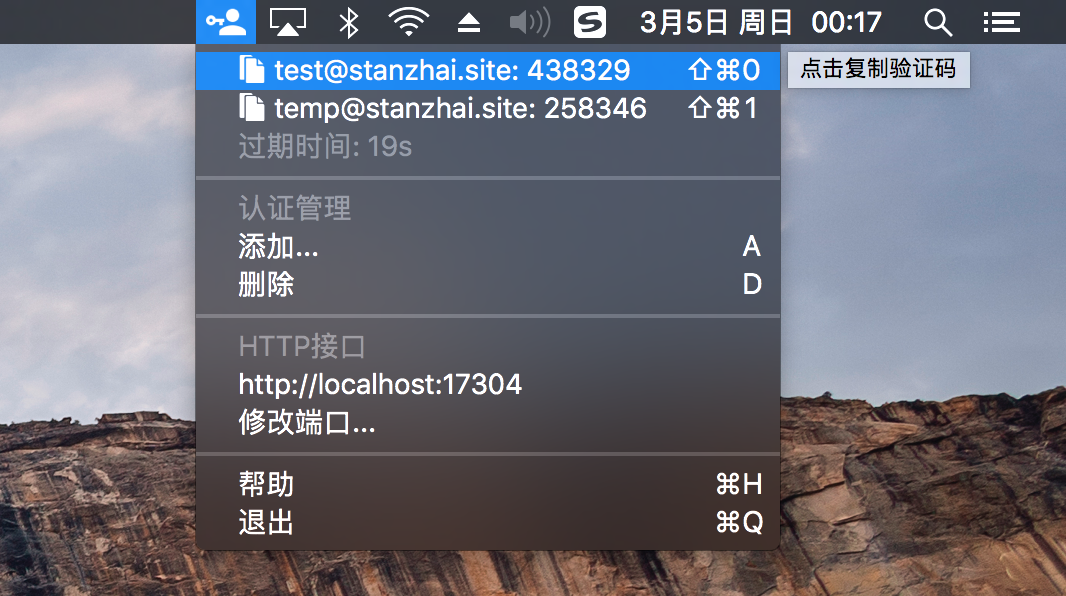 3月5日 周日 00:17
test@stanzhai.site: 438329 ⇧⌘0
点击复制验证码
temp@stanzhai.site: 258346 ⇧⌘1
过期时间: 19s
认证管理
添加... A
删除 D
HTTP接口
http://localhost:17304
修改端口...
帮助 ⌘H
退出 ⌘Q